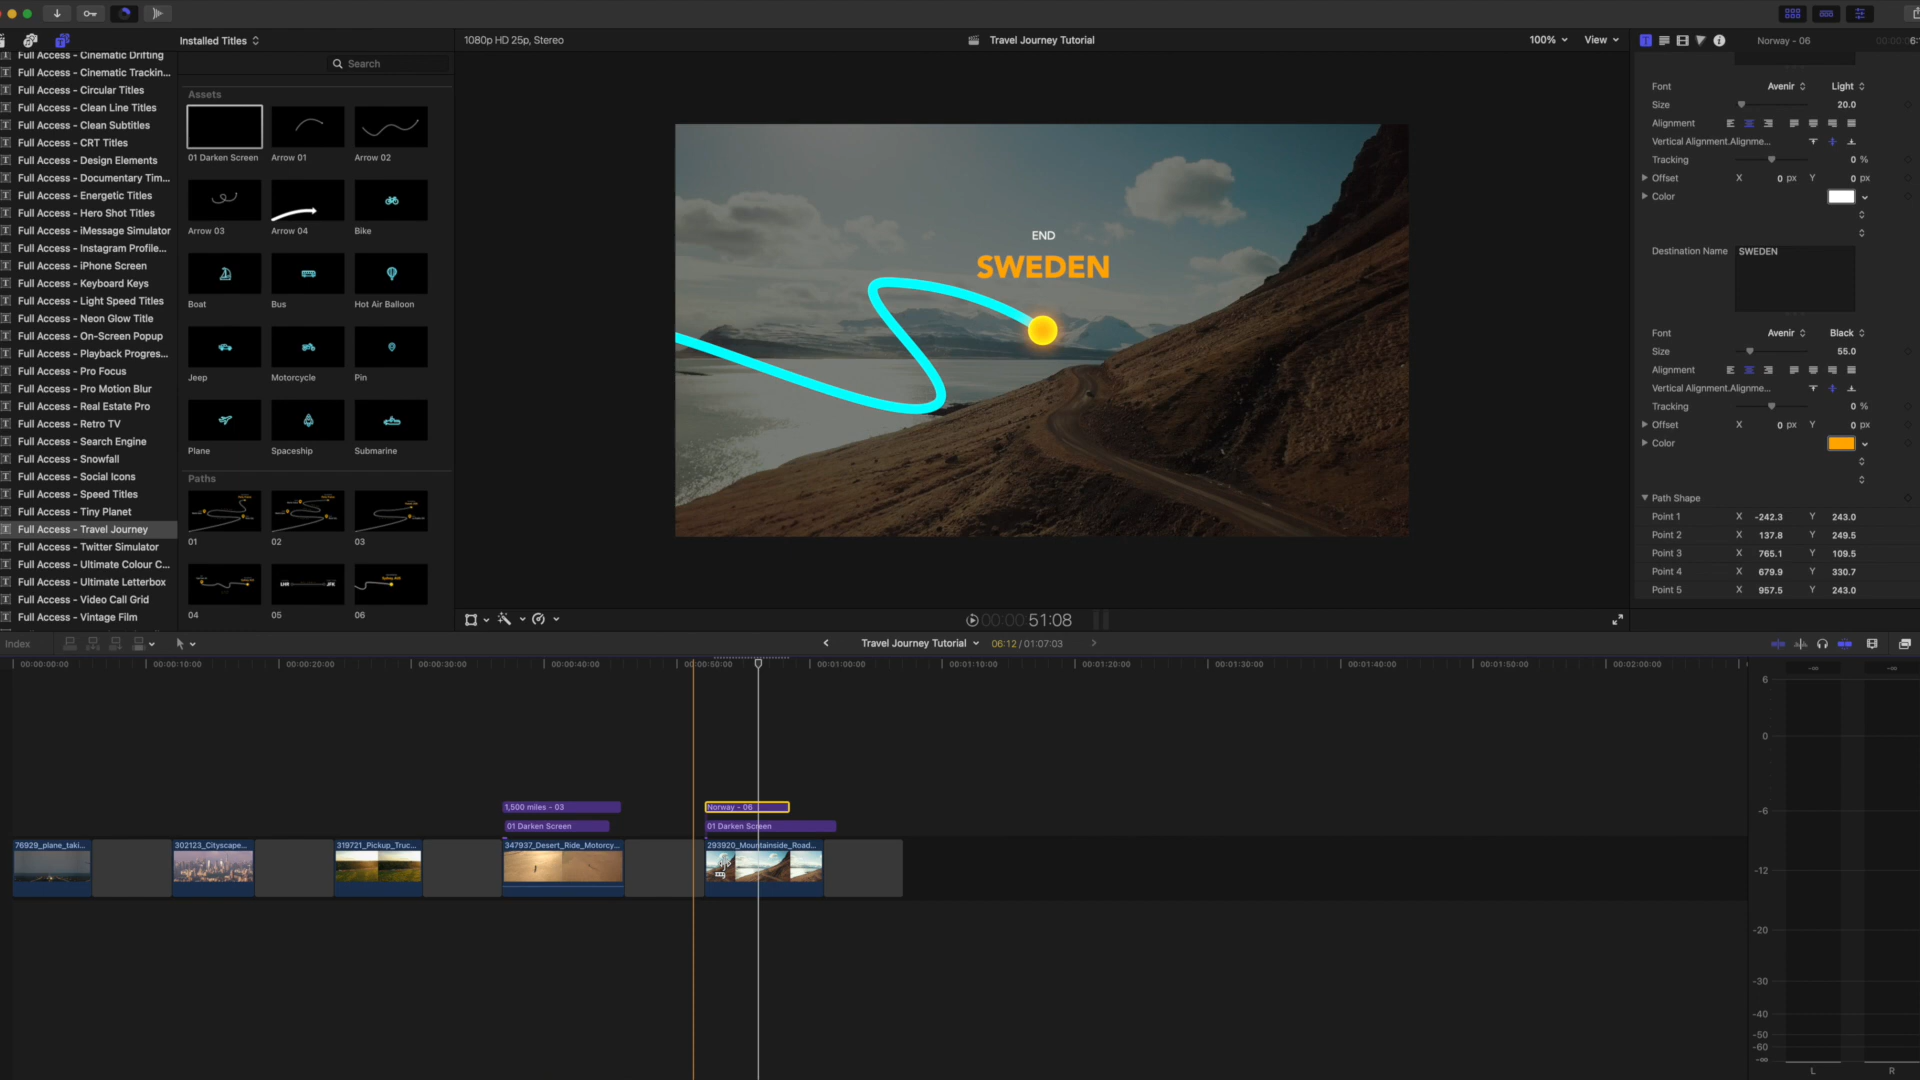 Installed Titles
1080p HD 25p, Stereo
Travel Journey Tutorial
100%
View
Norway - 06
Full Access - Cinematic Drifting
Full Access - Cinematic Trackin...
Full Access - Circular Titles
Full Access - Clean Line Titles
Full Access - Clean Subtitles
Full Access - CRT Titles
Full Access - Design Elements
Full Access - Documentary Tim...
Full Access - Energetic Titles
Full Access - Hero Shot Titles
Full Access - iMessage Simulator
Full Access - Instagram Profile...
Full Access - iPhone Screen
Full Access - Keyboard Keys
Full Access - Light Speed Titles
Full Access - Neon Glow Title
Full Access - On-Screen Popup
Full Access - Playback Progres...
Full Access - Pro Focus
Full Access - Pro Motion Blur
Full Access - Real Estate Pro
Full Access - Retro TV
Full Access - Search Engine
Full Access - Snowfall
Full Access - Social Icons
Full Access - Speed Titles
Full Access - Tiny Planet
Full Access - Travel Journey
Full Access - Twitter Simulator
Full Access - Ultimate Colour C...
Full Access - Ultimate Letterbox
Full Access - Video Call Grid
Full Access - Vintage Film
Search
Assets
01 Darken Screen
Arrow 01
Arrow 02
Arrow 03
Arrow 04
Bike
Boat
Bus
Hot Air Balloon
Jeep
Motorcycle
Pin
Plane
Spaceship
Submarine
Paths
01
02
03
LHR
JFK
04
05
06
END
SWEDEN
Font Avenir Light
Size 20.0
Alignment
Vertical Alignment.Alignme...
Tracking 0 %
Offset X 0 px Y 0 px
Color
Destination Name SWEDEN
Font Avenir Black
Size 55.0
Alignment
Vertical Alignment.Alignme...
Tracking 0 %
Offset X 0 px Y 0 px
Color
Path Shape
Point 1 X -242.3 Y 243.0
Point 2 X 137.8 Y 249.5
Point 3 X 765.1 Y 109.5
Point 4 X 679.9 Y 330.7
Point 5 X 957.5 Y 243.0
00:00:51:08
Index
Travel Journey Tutorial
06:12 / 01:07:03
00:00:00:00
00:00:10:00
00:00:20:00
00:00:30:00
00:00:40:00
00:00:50:00
00:01:00:00
00:01:10:00
00:01:20:00
00:01:30:00
00:01:40:00
00:01:50:00
00:02:00:00
1,500 miles - 03
Norway - 06
01 Darken Screen
01 Darken Screen
76929_plane_taki...
302123_Cityscape...
319721_Pickup_Truc...
347937_Desert_Ride_Motorcy...
293920_Mountainside_Road...
-∞
-∞
6
0
-6
-12
-20
-30
-40
-50
-60
-∞
L
R